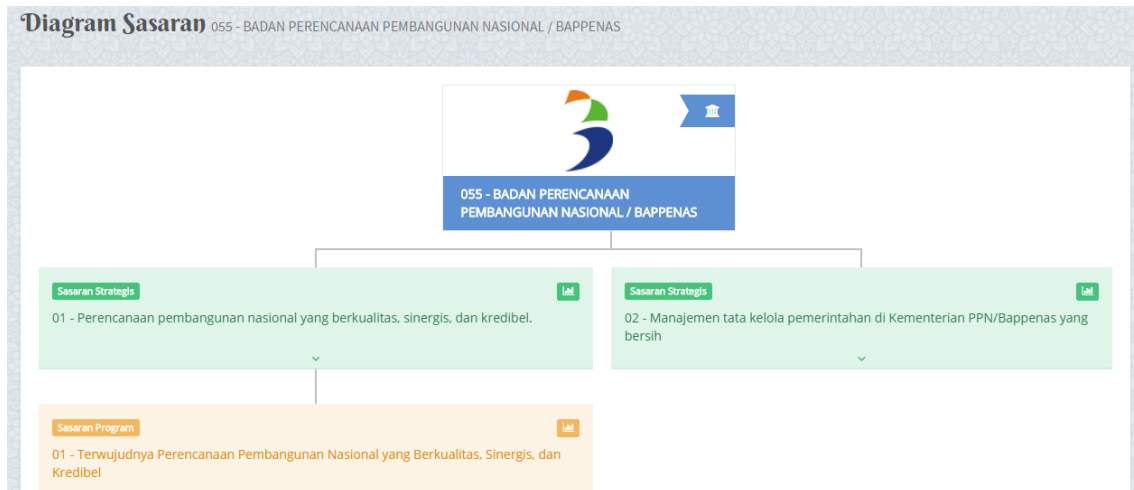 Diagram Sasaran 055 - BADAN PERENCANAAN PEMBANGUNAN NASIONAL / BAPPENAS
055 - BADAN PERENCANAAN
PEMBANGUNAN NASIONAL / BAPPENAS
Sasaran Strategis
01 - Perencanaan pembangunan nasional yang berkualitas, sinergis, dan kredibel.
Sasaran Strategis
02 - Manajemen tata kelola pemerintahan di Kementerian PPN/Bappenas yang
bersih
Sasaran Program
01 - Terwujudnya Perencanaan Pembangunan Nasional yang Berkualitas, Sinergis, dan
Kredibel